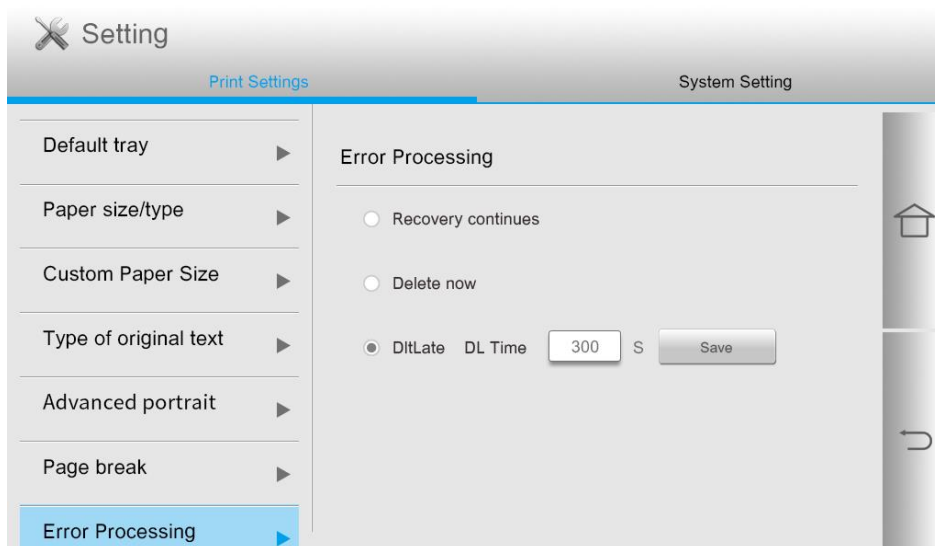 Setting
Print Settings
System Setting
Default tray
Paper size/type
Custom Paper Size
Type of original text
Advanced portrait
Page break
Error Processing
Error Processing
Recovery continues
Delete now
DltLate DL Time 300 S Save